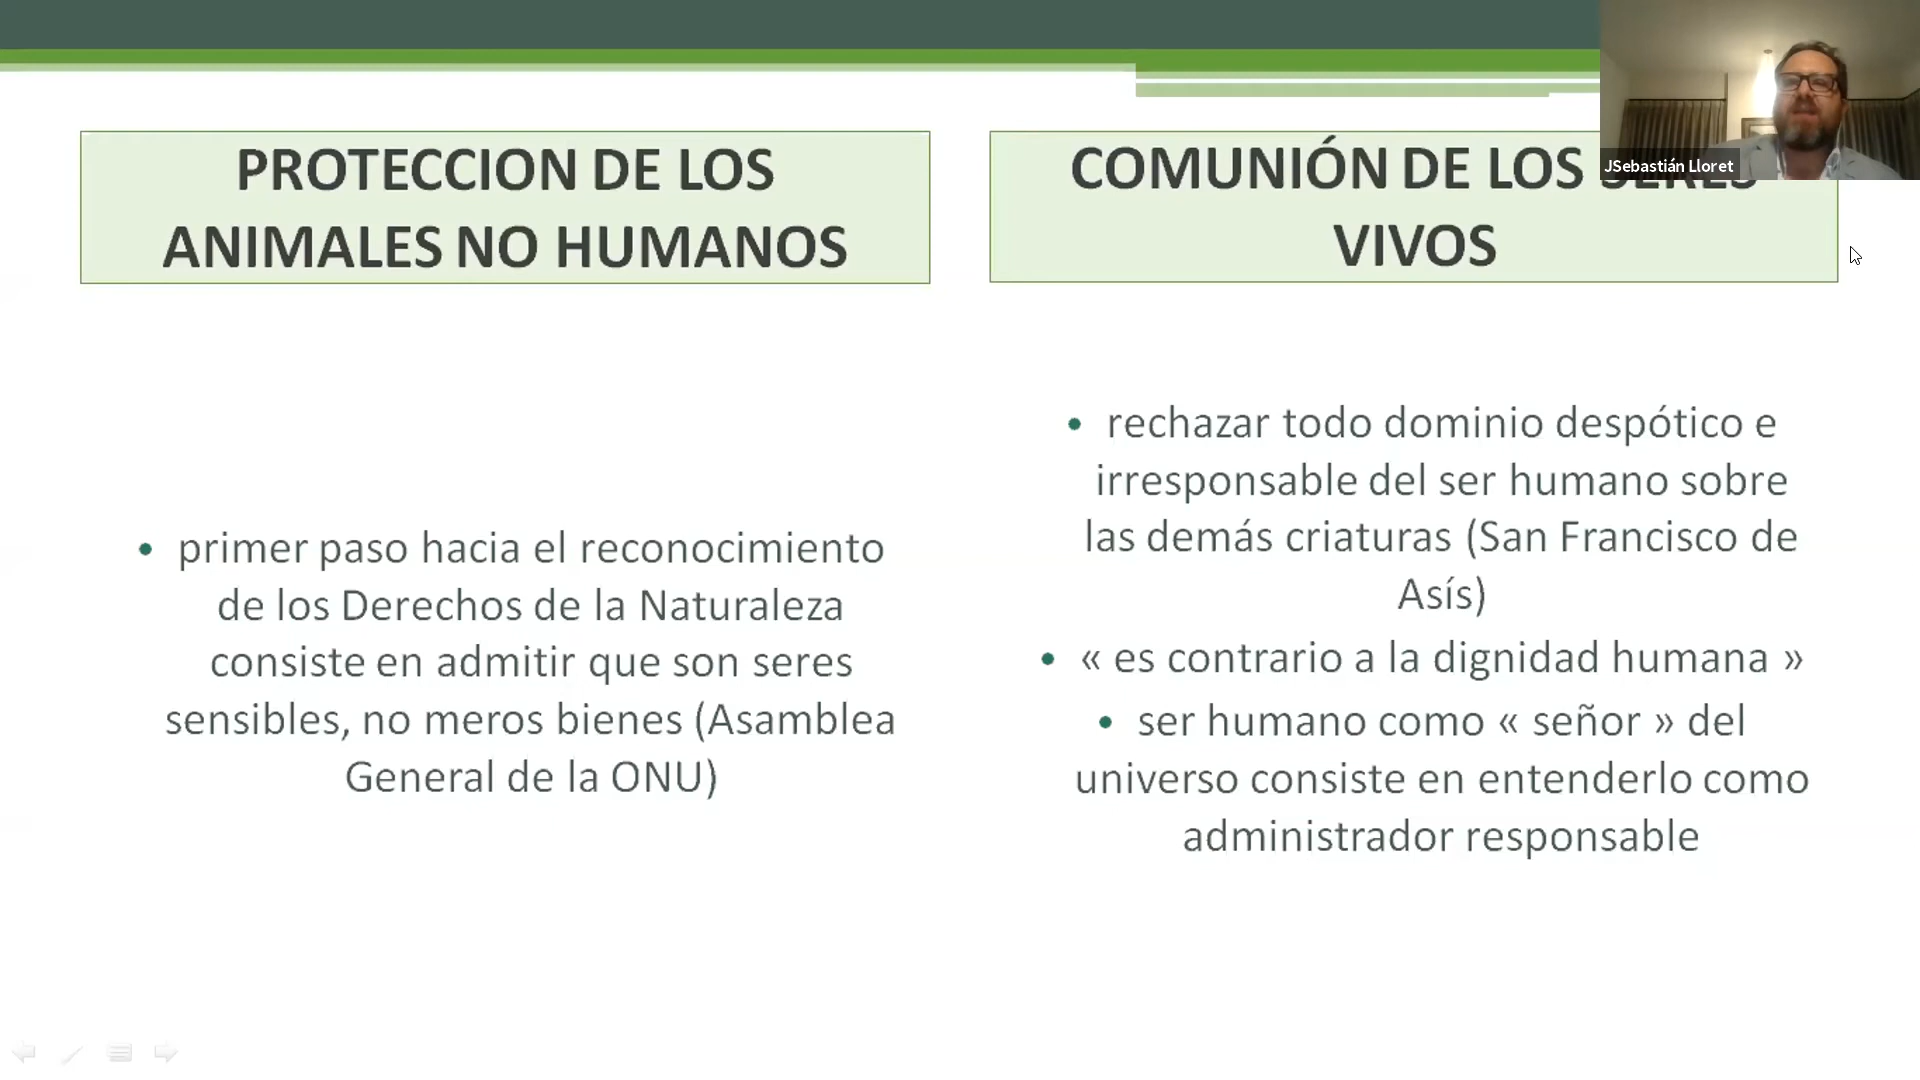 PROTECCION DE LOS
ANIMALES NO HUMANOS
• primer paso hacia el reconocimiento
de los Derechos de la Naturaleza
consiste en admitir que son seres
sensibles, no meros bienes (Asamblea
General de la ONU)
COMUNIÓN DE LOS SERES
VIVOS
• rechazar todo dominio despótico e
irresponsable del ser humano sobre
las demás criaturas (San Francisco de
Asís)
• « es contrario a la dignidad humana »
• ser humano como « señor » del
universo consiste en entenderlo como
administrador responsable
JSebastián Lloret